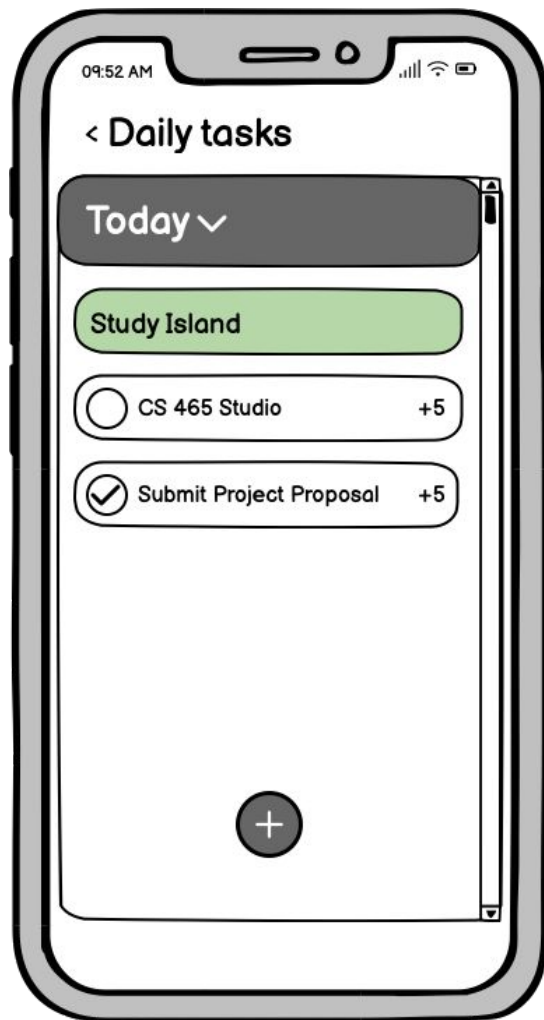 09:52 AM
< Daily tasks
Today
Study Island
CS 465 Studio +5
Submit Project Proposal +5
+